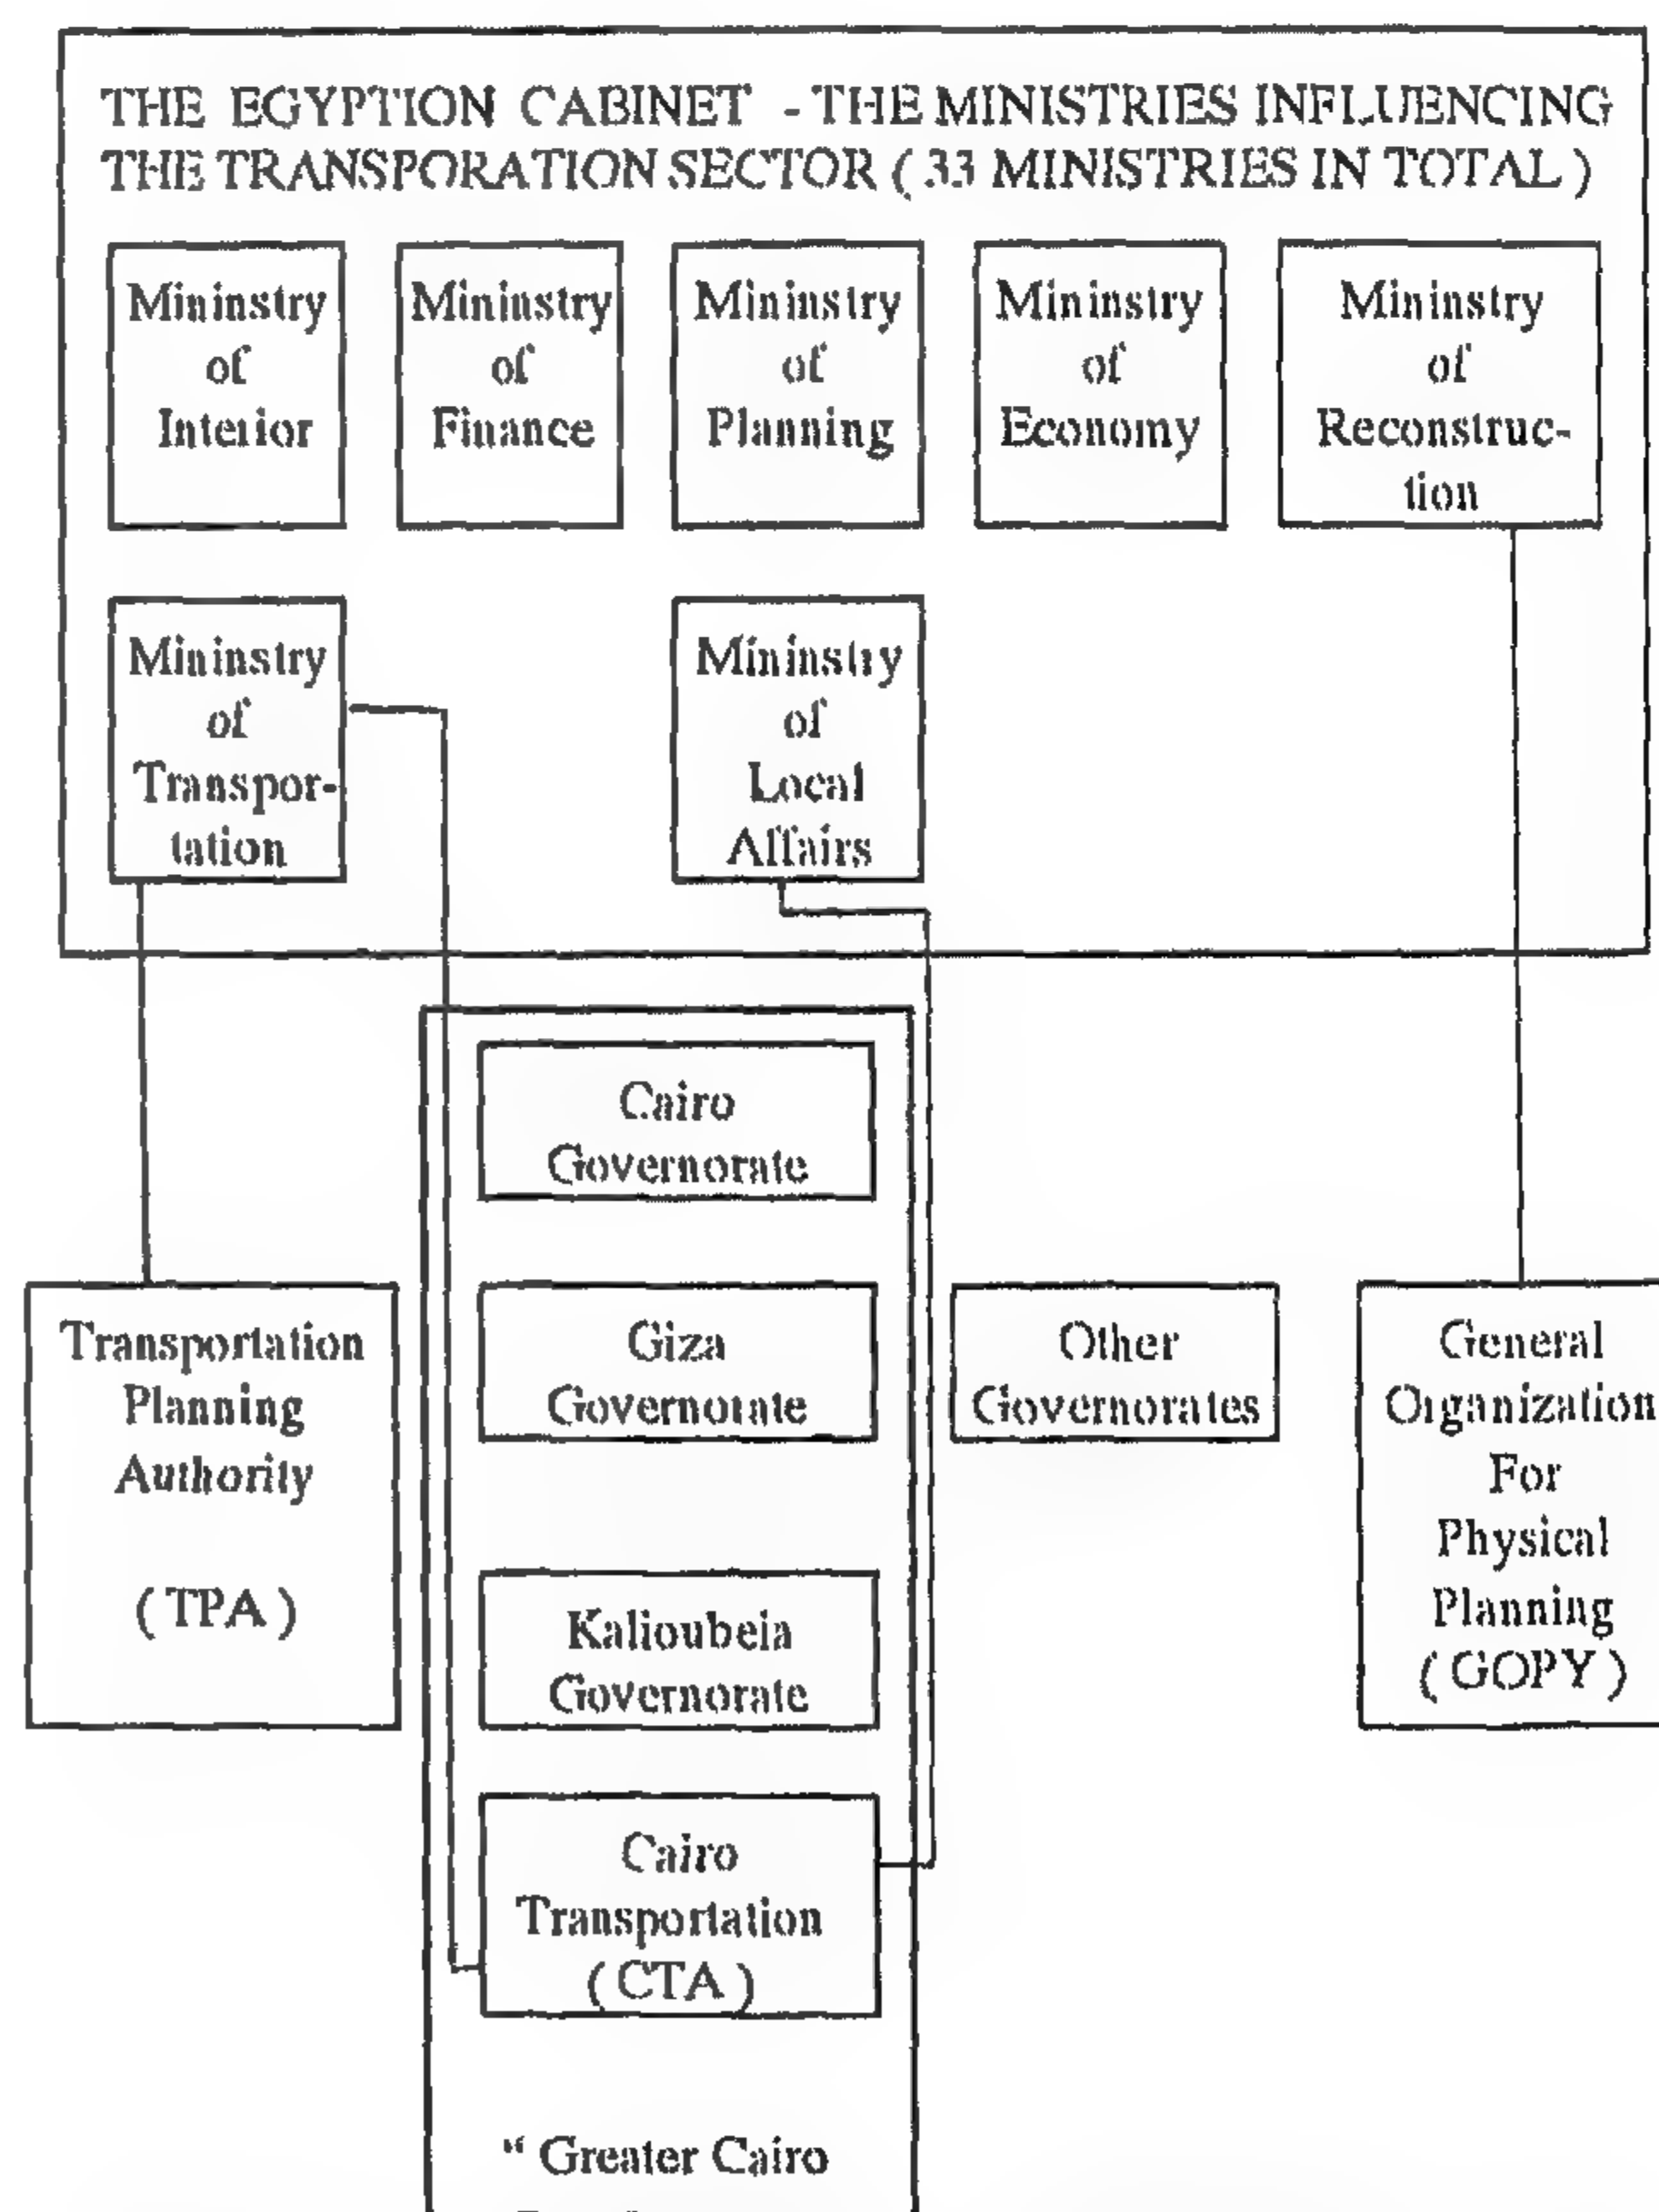 THE EGYPTION CABINET - THE MINISTRIES INFLUENCING
THE TRANSPORATION SECTOR ( 33 MINISTRIES IN TOTAL )
Mininstry
of
Interior
Mininstry
of
Finance
Mininstry
of
Planning
Mininstry
of
Economy
Mininstry
of
Reconstruc-
tion
Mininstry
of
Transpor-
tation
Mininstry
of
Local
Affairs
Cairo
Governorate
Transportation
Planning
Authority
( TPA )
Giza
Governorate
Other
Governorates
General
Organization
For
Physical
Planning
( GOPY )
Kalioubeia
Governorate
Cairo
Transportation
( CTA )
“ Greater Cairo